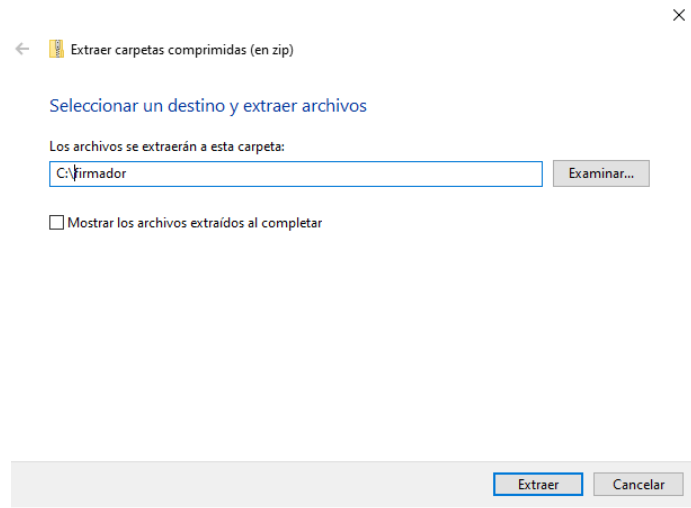 Extraer carpetas comprimidas (en zip)
Seleccionar un destino y extraer archivos
Los archivos se extraerán a esta carpeta:
C:\firmador
Examinar...
Mostrar los archivos extraídos al completar
Extraer
Cancelar